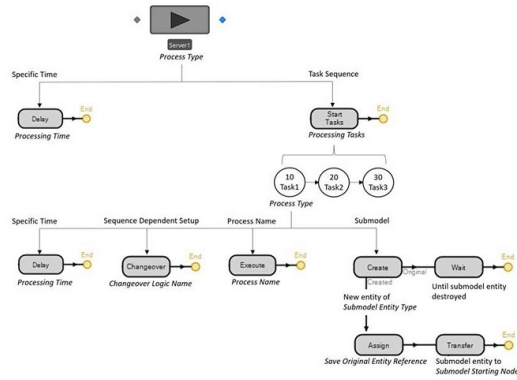 Server1
Process Type
Specific Time
Task Sequence
Delay
End
Processing Time
Start
Tasks
End
Processing Tasks
10
Task1
20
Task2
30
Task3
Process Type
Specific Time
Sequence Dependent Setup
Process Name
Submodel
Delay
End
Processing Time
Changeover
End
Changeover Logic Name
Execute
End
Process Name
Create
Original
Created
Wait
End
Until submodel entity
destroyed
New entity of
Submodel Entity Type
Assign
Save Original Entity Reference
Transfer
End
Submodel entity to
Submodel Starting Node